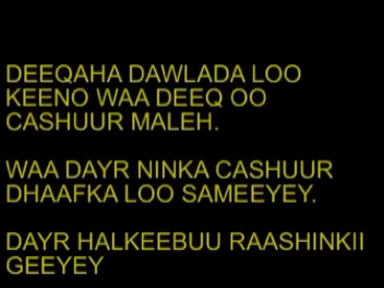 DEEQAHA DAWLADA LOO
KEENO WAA DEEQ OO
CASHUUR MALEH.
WAA DAYR NINKA CASHUUR
DHAAFKA LOO SAMEEYEY.
DAYR HALKEEBUU RAASHINKII
GEEYEY